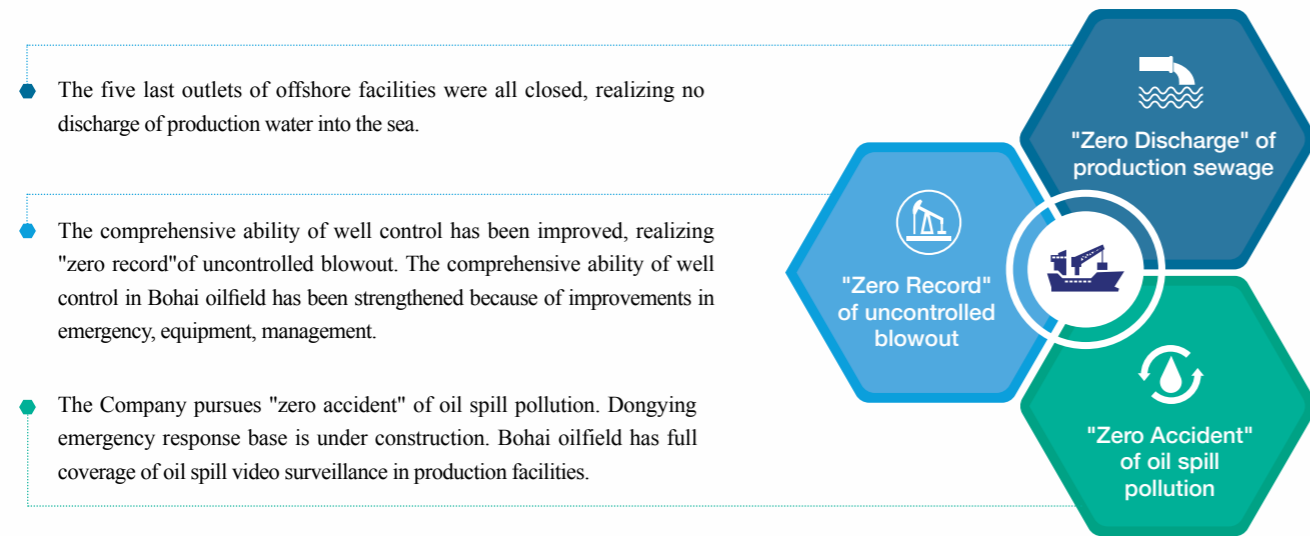 The five last outlets of offshore facilities were all closed, realizing no
discharge of production water into the sea.
"Zero Discharge" of
production sewage
The comprehensive ability of well control has been improved, realizing
"zero record"of uncontrolled blowout. The comprehensive ability of well
control in Bohai oilfield has been strengthened because of improvements in
emergency, equipment, management.
"Zero Record"
of uncontrolled
blowout
The Company pursues "zero accident" of oil spill pollution. Dongying
emergency response base is under construction. Bohai oilfield has full
coverage of oil spill video surveillance in production facilities.
"Zero Accident"
of oil spill
pollution